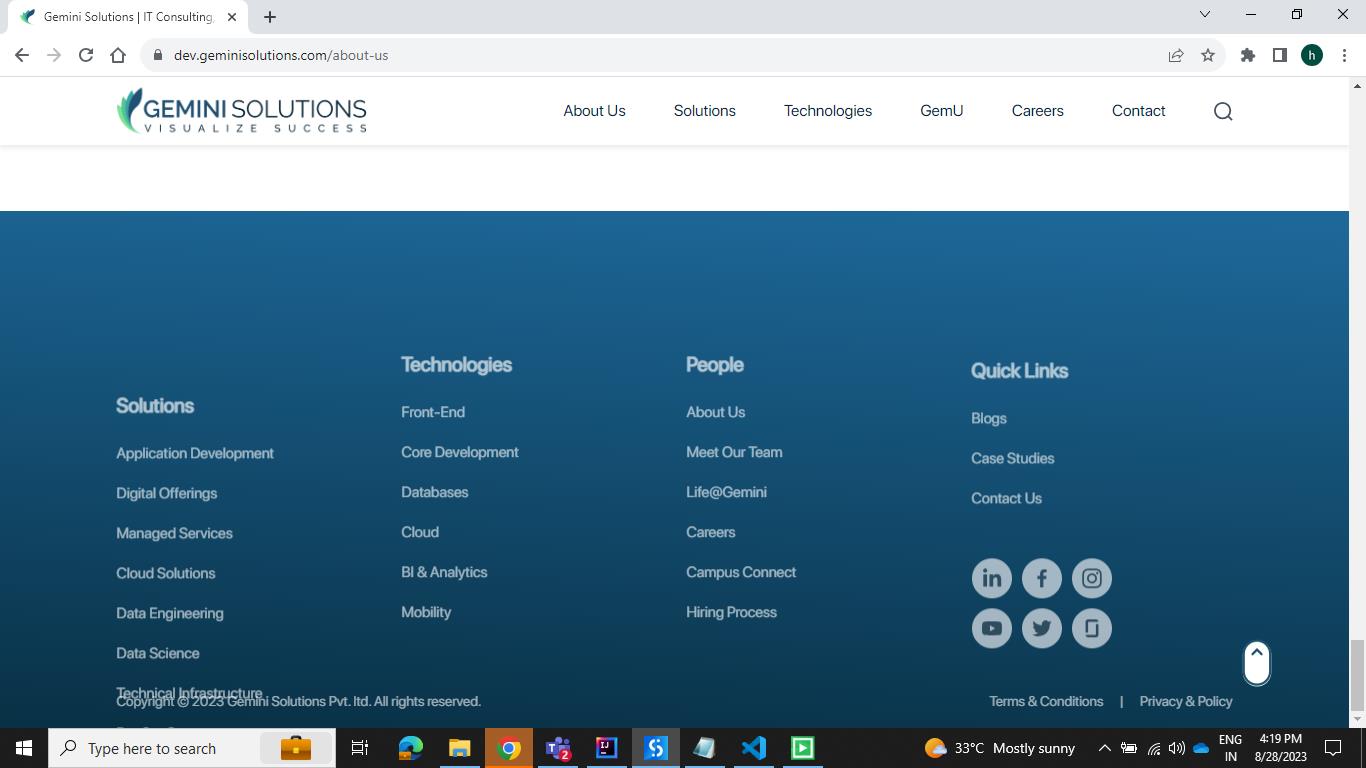 Gemini Solutions | IT Consulting,
dev.geminisolutions.com/about-us
h
GEMINI SOLUTIONS
VISUALIZE SUCCESS
About Us
Solutions
Technologies
GemU
Careers
Contact
Solutions
Application Development
Digital Offerings
Managed Services
Cloud Solutions
Data Engineering
Data Science
Technical Infrastructure
Technologies
Front-End
Core Development
Databases
Cloud
BI & Analytics
Mobility
People
About Us
Meet Our Team
Life@Gemini
Careers
Campus Connect
Hiring Process
Quick Links
Blogs
Case Studies
Contact Us
Copyright © 2023 Gemini Solutions Pvt. ltd. All rights reserved.
Terms & Conditions | Privacy & Policy
Type here to search
2
33°C Mostly sunny
ENG
IN
4:19 PM
8/28/2023